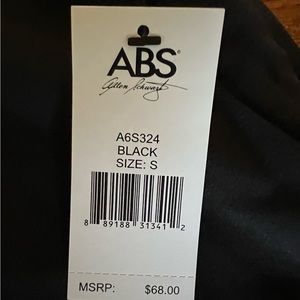 ABS®
Allen Schwartz
A6S324
BLACK
SIZE: S
8 89188 31341 2
MSRP: $68.00